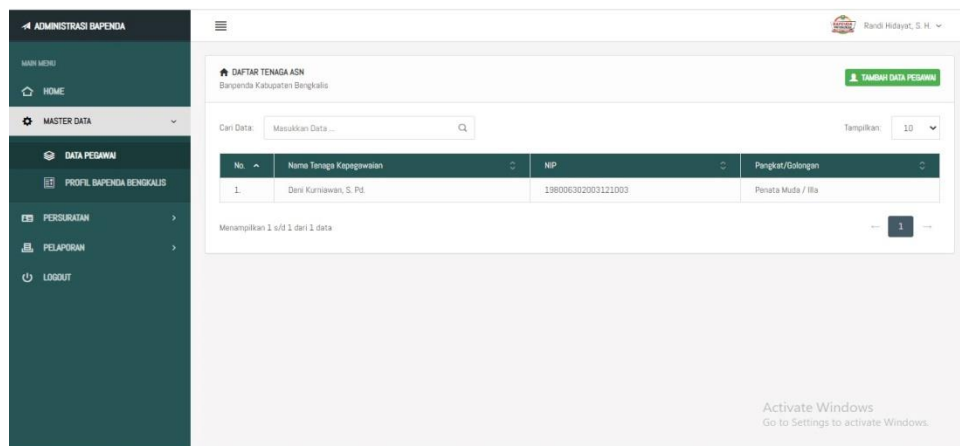 ADMINISTRASI BAPENDA
Randi Hidayat, S. H.
MAIN MENU
HOME
MASTER DATA
DATA PEGAWAI
PROFIL BAPENDA BENGKALIS
PERSURATAN
PELAPORAN
LOGOUT
DAFTAR TENAGA ASN
Banpenda Kabupaten Bengkalis
TAMBAH DATA PEGAWAI
Cari Data: Masukkan Data ...
Tampilkan: 10
No. Nama Tenaga Kepegawaian NIP Pangkat/Golongan
1. Deni Kurniawan, S. Pd. 198006302003121003 Penata Muda / IIIa
Menampilkan 1 s/d 1 dari 1 data
1
Activate Windows
Go to Settings to activate Windows.